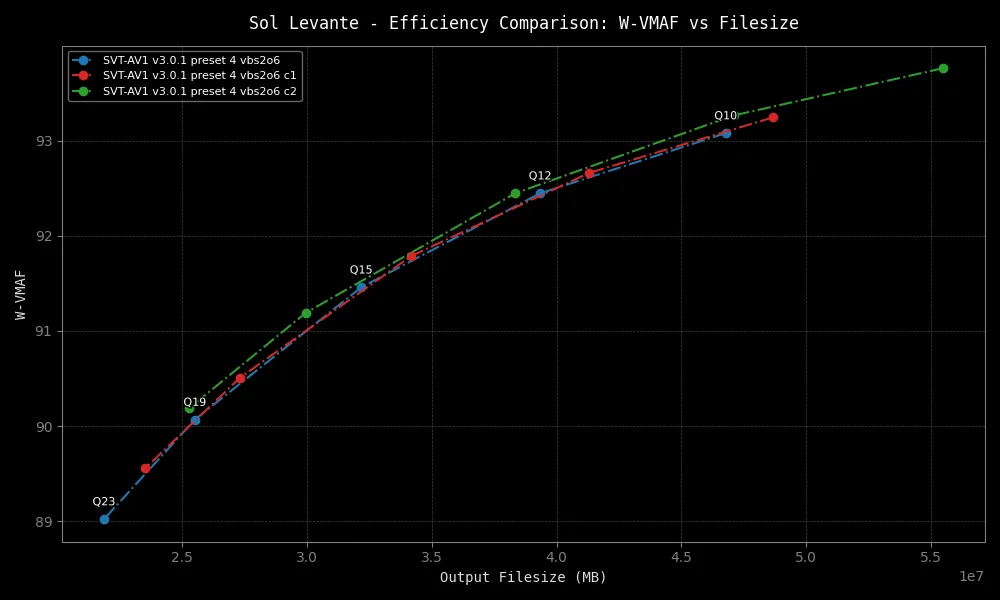 Sol Levante - Efficiency Comparison: W-VMAF vs Filesize
SVT-AV1 v3.0.1 preset 4 vbs2o6
SVT-AV1 v3.0.1 preset 4 vbs2o6 c1
SVT-AV1 v3.0.1 preset 4 vbs2o6 c2
Q10
93
Q12
92
Q15
W-VMAF
91
Q19
90
Q23
89
2.5 3.0 3.5 4.0 4.5 5.0 5.5
1e7
Output Filesize (MB)